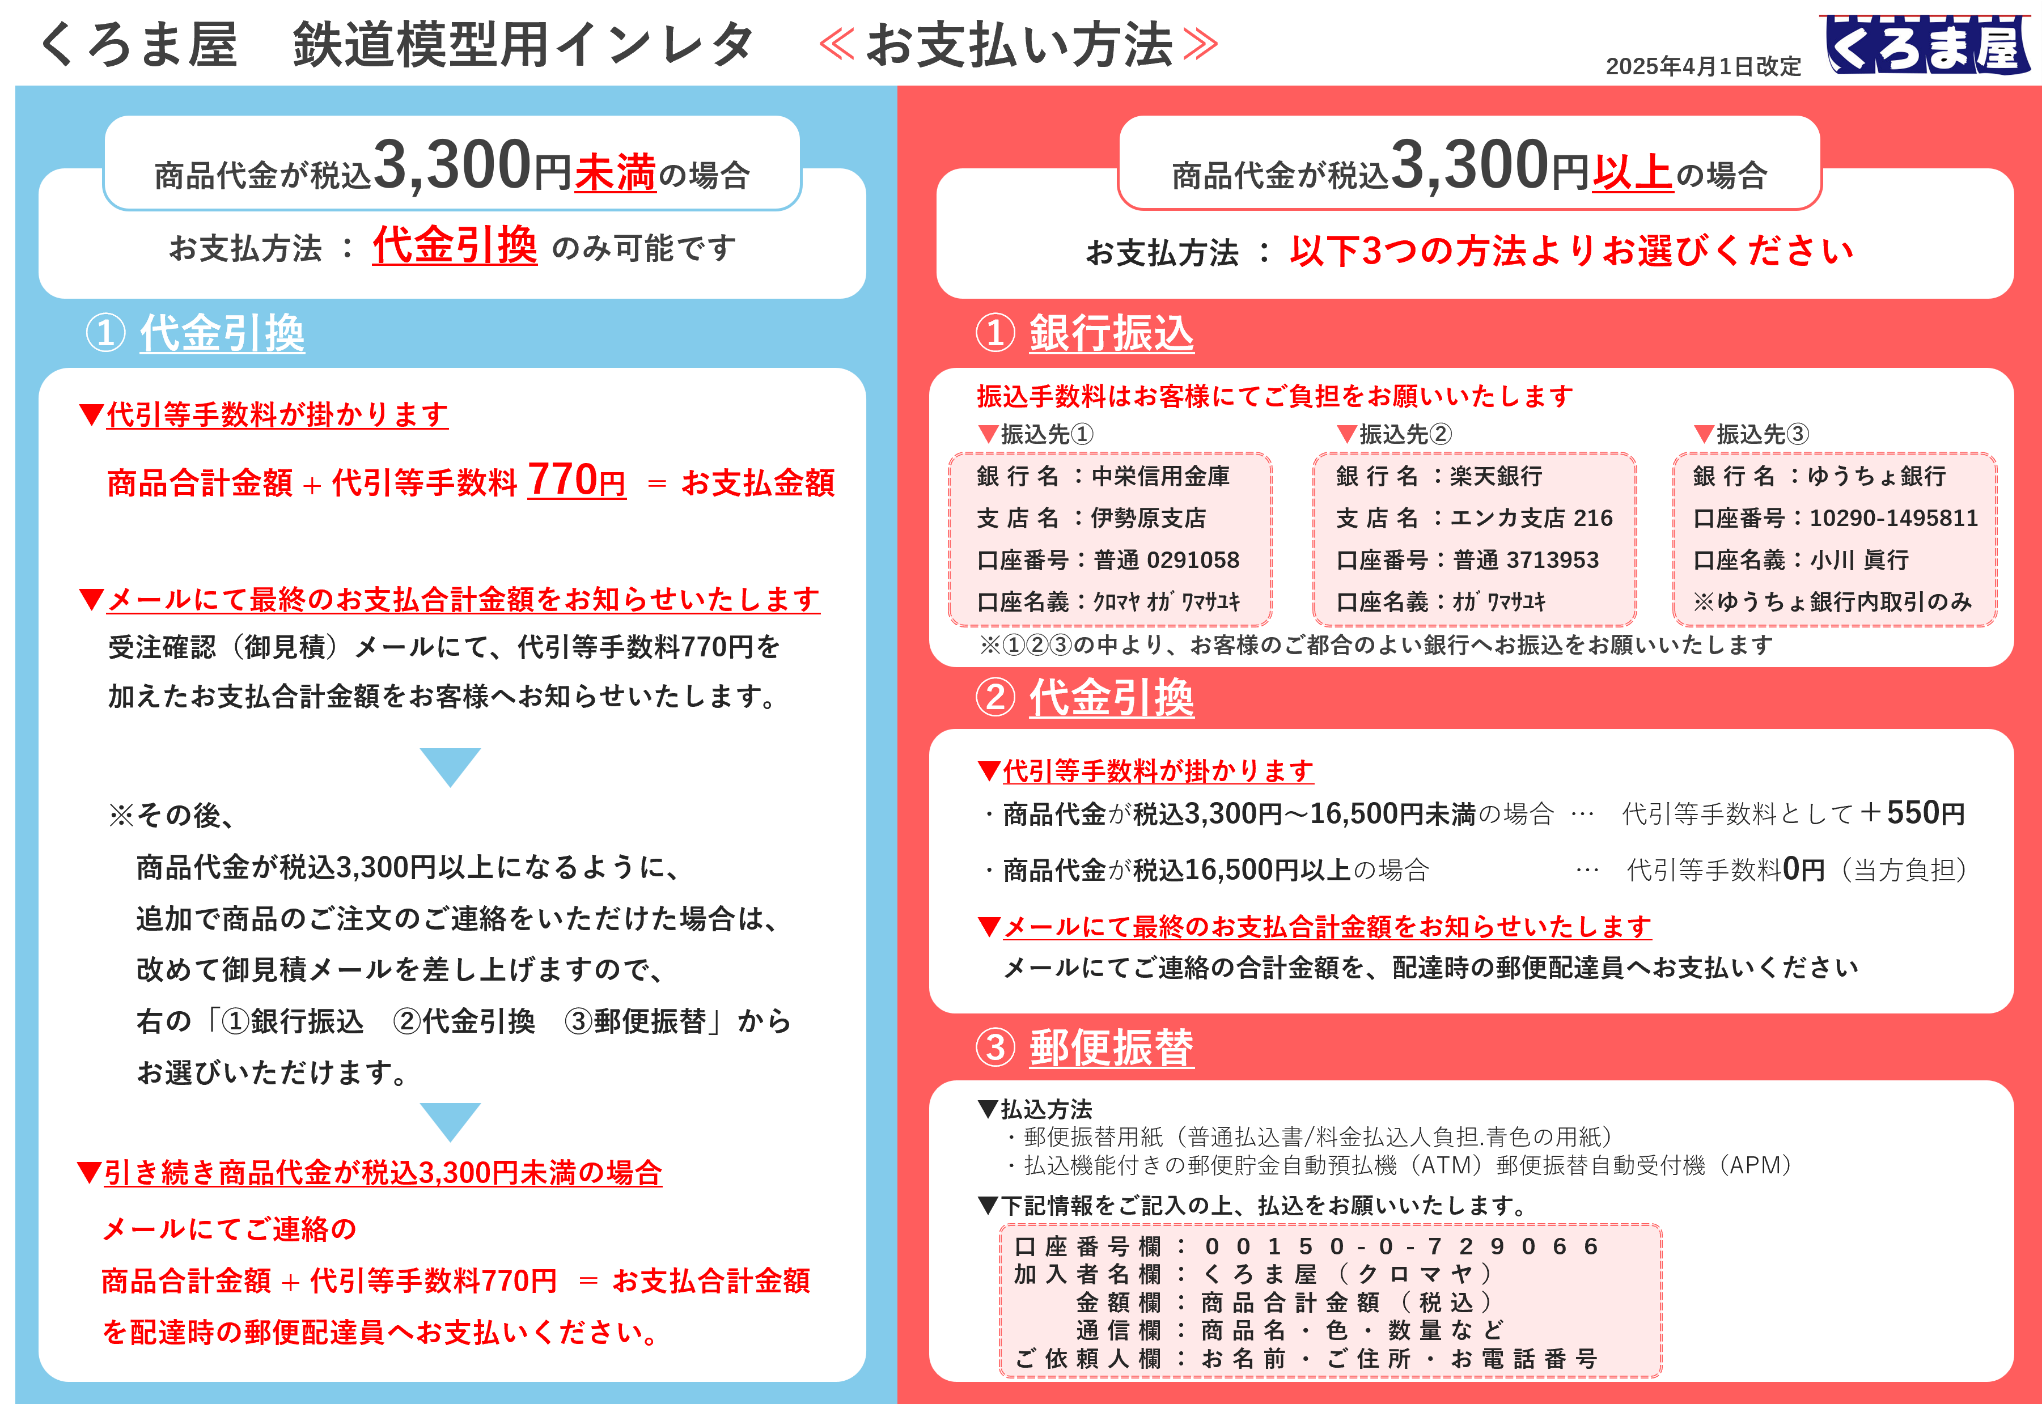 くろま屋　鉄道模型用インレタ　≪お支払い方法≫
2025年4月1日改定
くろま屋
商品代金が税込3,300円未満の場合
お支払方法 ： 代金引換 のみ可能です
① 代金引換
▼代引等手数料が掛かります
商品合計金額 + 代引等手数料 770円 ＝ お支払金額
▼メールにて最終のお支払合計金額をお知らせいたします
受注確認（御見積）メールにて、代引等手数料770円を
加えたお支払合計金額をお客様へお知らせいたします。
※その後、
商品代金が税込3,300円以上になるように、
追加で商品のご注文のご連絡をいただけた場合は、
改めて御見積メールを差し上げますので、
右の「①銀行振込　②代金引換　③郵便振替」から
お選びいただけます。
▼引き続き商品代金が税込3,300円未満の場合
メールにてご連絡の
商品合計金額 + 代引等手数料770円 ＝ お支払合計金額
を配達時の郵便配達員へお支払いください。
商品代金が税込3,300円以上の場合
お支払方法 ： 以下3つの方法よりお選びください
① 銀行振込
振込手数料はお客様にてご負担をお願いいたします
▼振込先①
銀 行 名 ：中栄信用金庫
支 店 名 ：伊勢原支店
口座番号：普通 0291058
口座名義：ｸﾛﾏﾔ ｵｶﾞﾜﾏｻﾕｷ
▼振込先②
銀 行 名 ：楽天銀行
支 店 名 ：エンカ支店 216
口座番号：普通 3713953
口座名義：ｵｶﾞﾜﾏｻﾕｷ
▼振込先③
銀 行 名 ：ゆうちょ銀行
口座番号：10290-1495811
口座名義：小川 眞行
※ゆうちょ銀行内取引のみ
※①②③の中より、お客様のご都合のよい銀行へお振込をお願いいたします
② 代金引換
▼代引等手数料が掛かります
・商品代金が税込3,300円～16,500円未満の場合 … 代引等手数料として＋550円
・商品代金が税込16,500円以上の場合 … 代引等手数料0円（当方負担）
▼メールにて最終のお支払合計金額をお知らせいたします
メールにてご連絡の合計金額を、配達時の郵便配達員へお支払いください
③ 郵便振替
▼払込方法
・郵便振替用紙（普通払込書/料金払込人負担.青色の用紙）
・払込機能付きの郵便貯金自動預払機（ATM）郵便振替自動受付機（APM）
▼下記情報をご記入の上、払込をお願いいたします。
口座番号欄：００１５０-０-７２９０６６
加入者名欄：くろま屋（クロマヤ）
金額欄：商品合計金額（税込）
通信欄：商品名・色・数量など
ご依頼人欄：お名前・ご住所・お電話番号